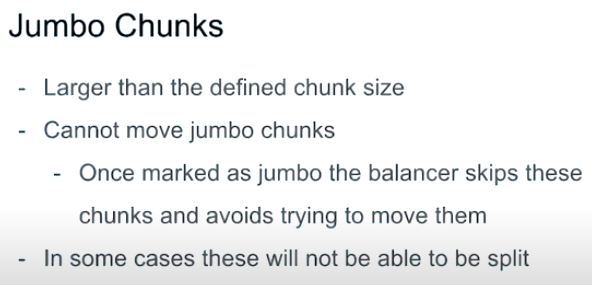 Jumbo Chunks
- Larger than the defined chunk size
- Cannot move jumbo chunks
- Once marked as jumbo the balancer skips these
chunks and avoids trying to move them
- In some cases these will not be able to be split